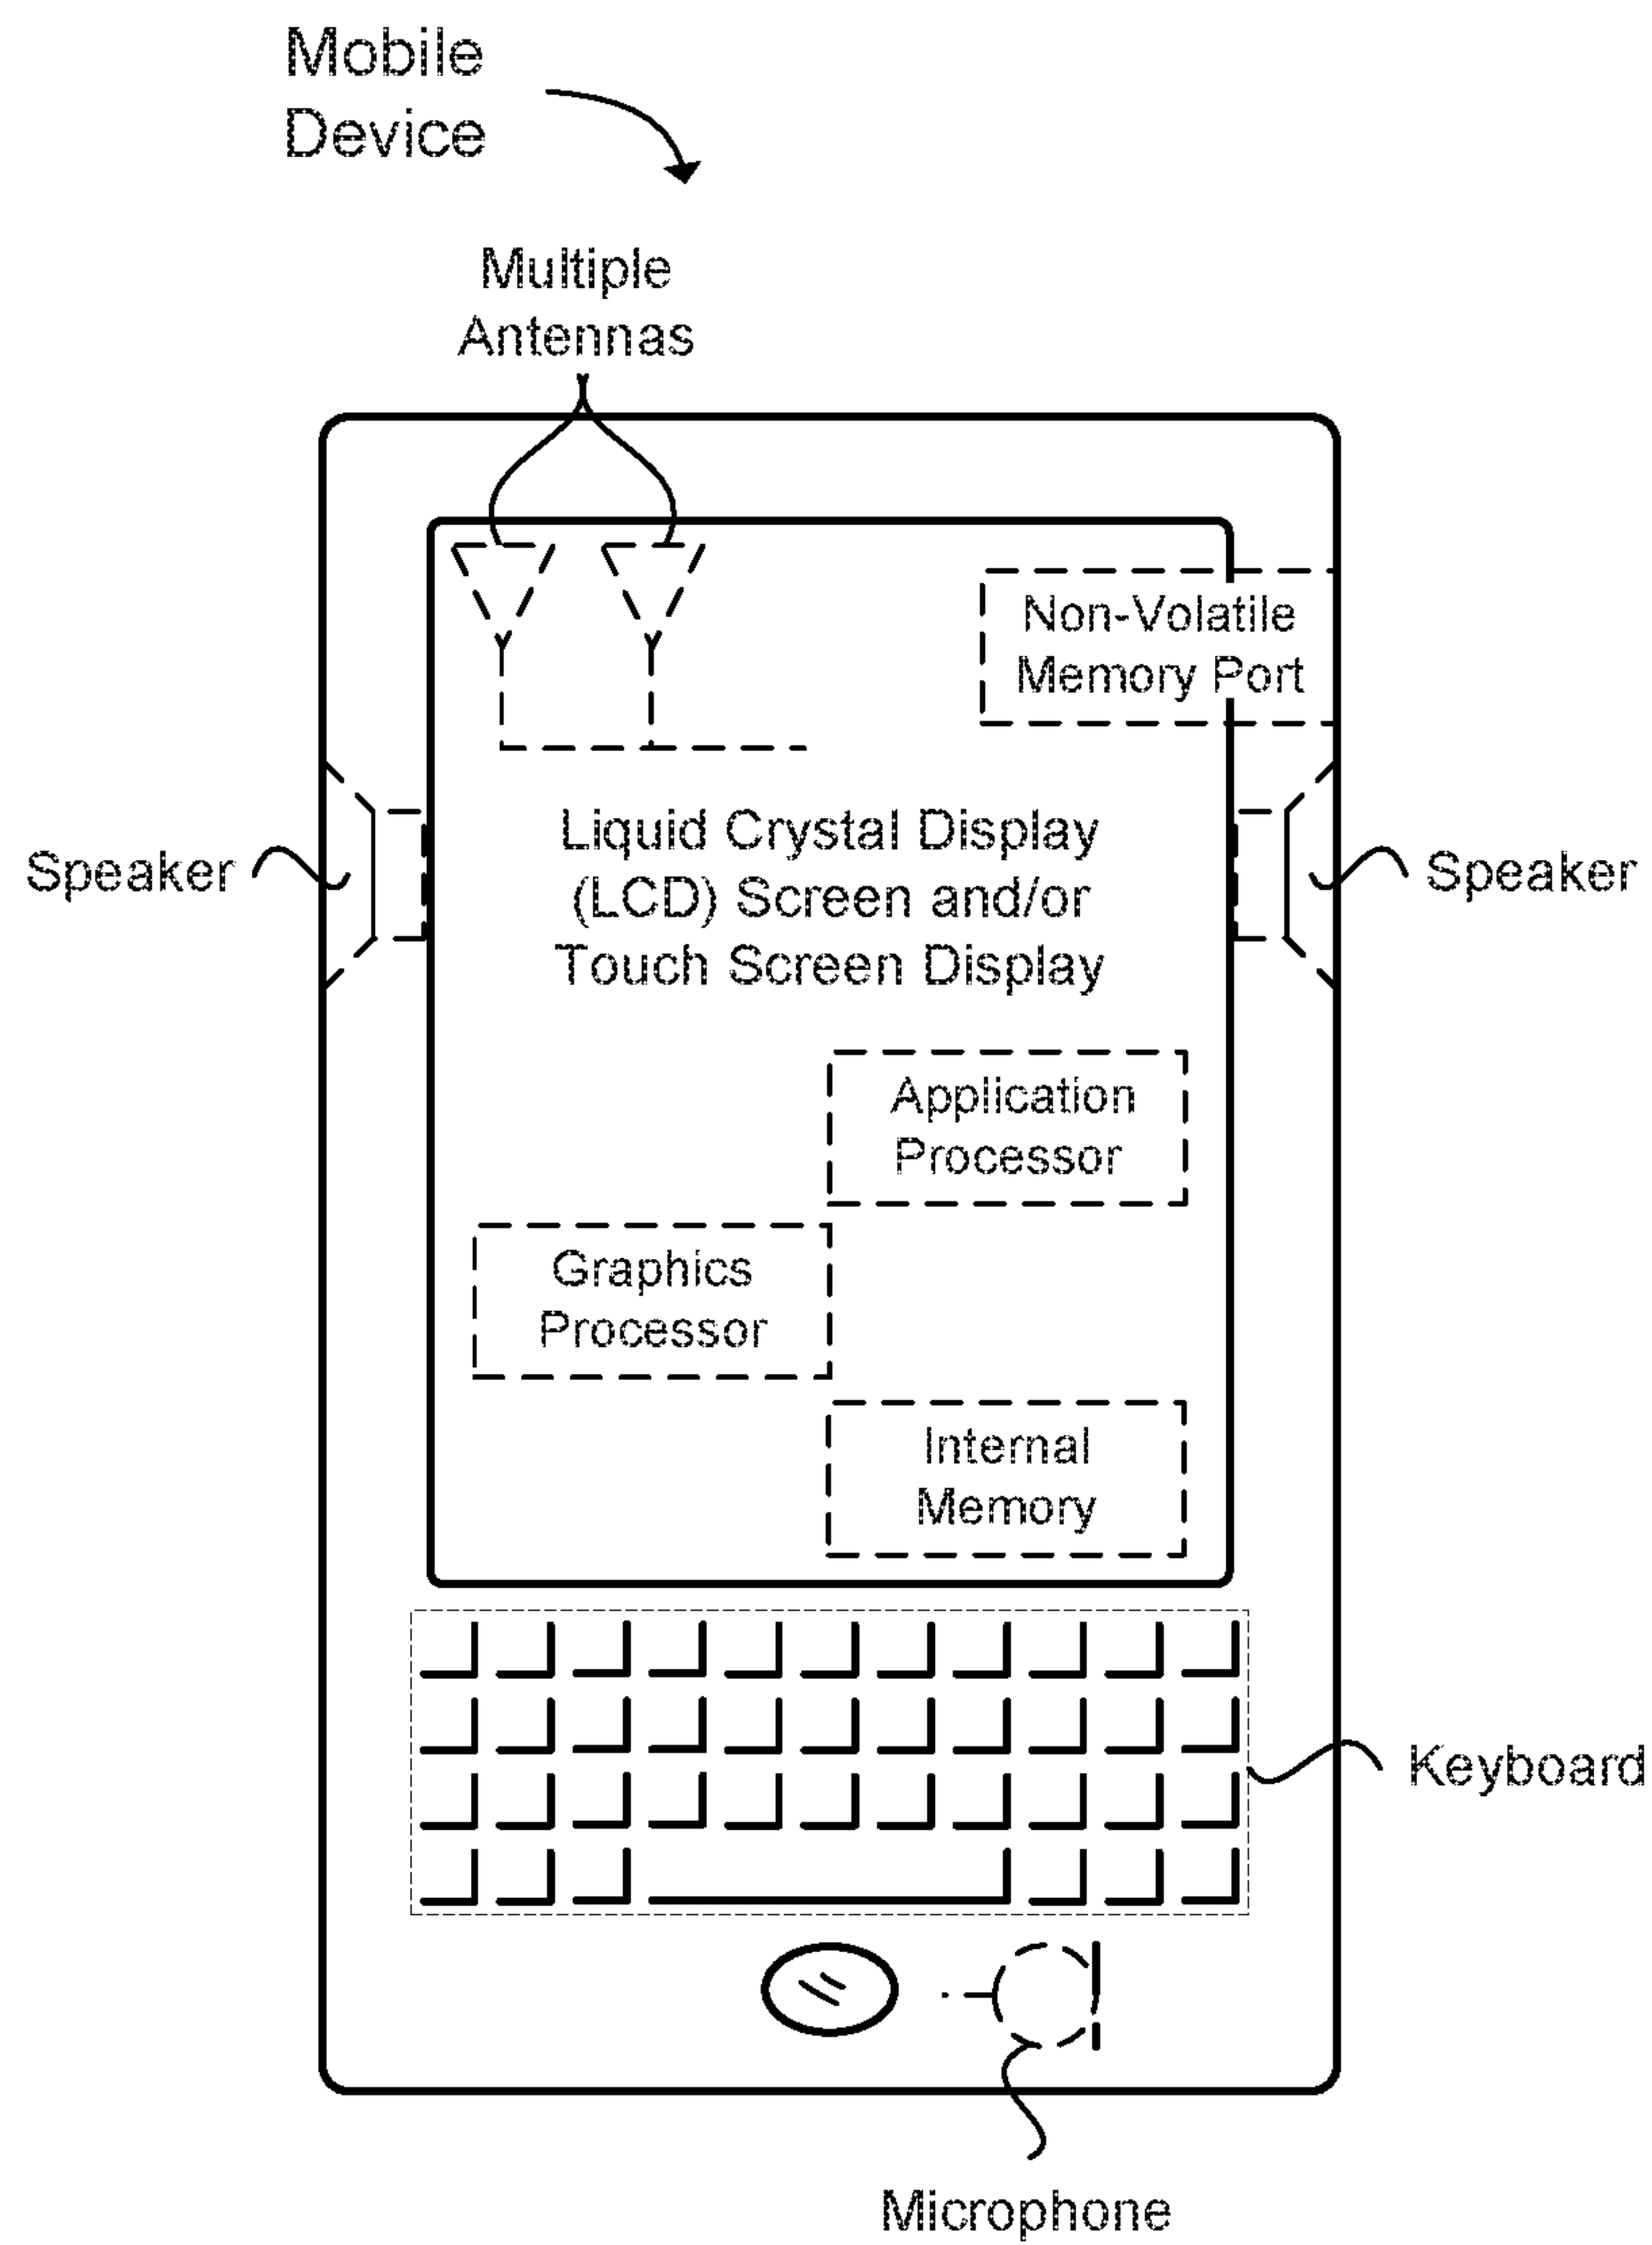 Mobile
Device
Multiple
Antennas
Non-Volatile
Memory Port
Liquid Crystal Display
(LCD) Screen and/or
Touch Screen Display
Speaker
Speaker
Application
Processor
Graphics
Processor
Internal
Memory
Keyboard
Microphone